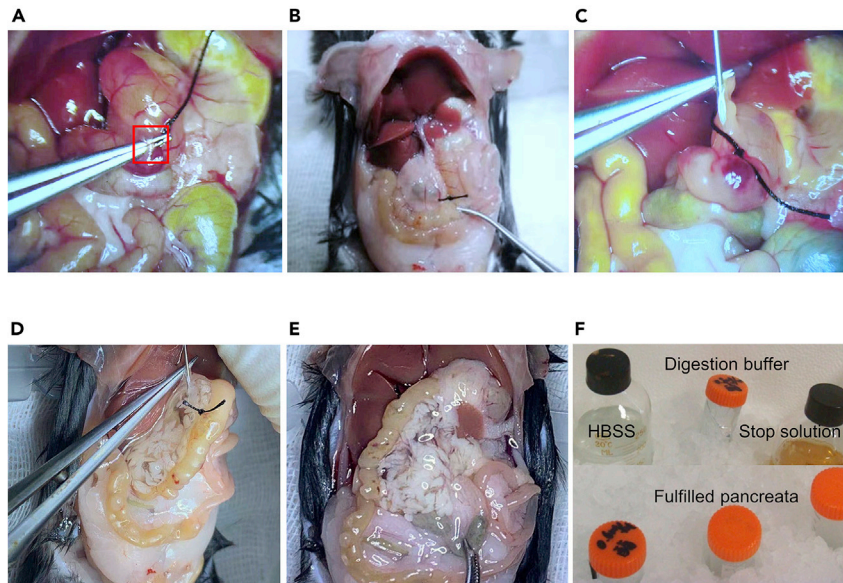 A
B
C
D
E
F
Digestion buffer
HBSS
Stop solution
Fulfilled pancreata